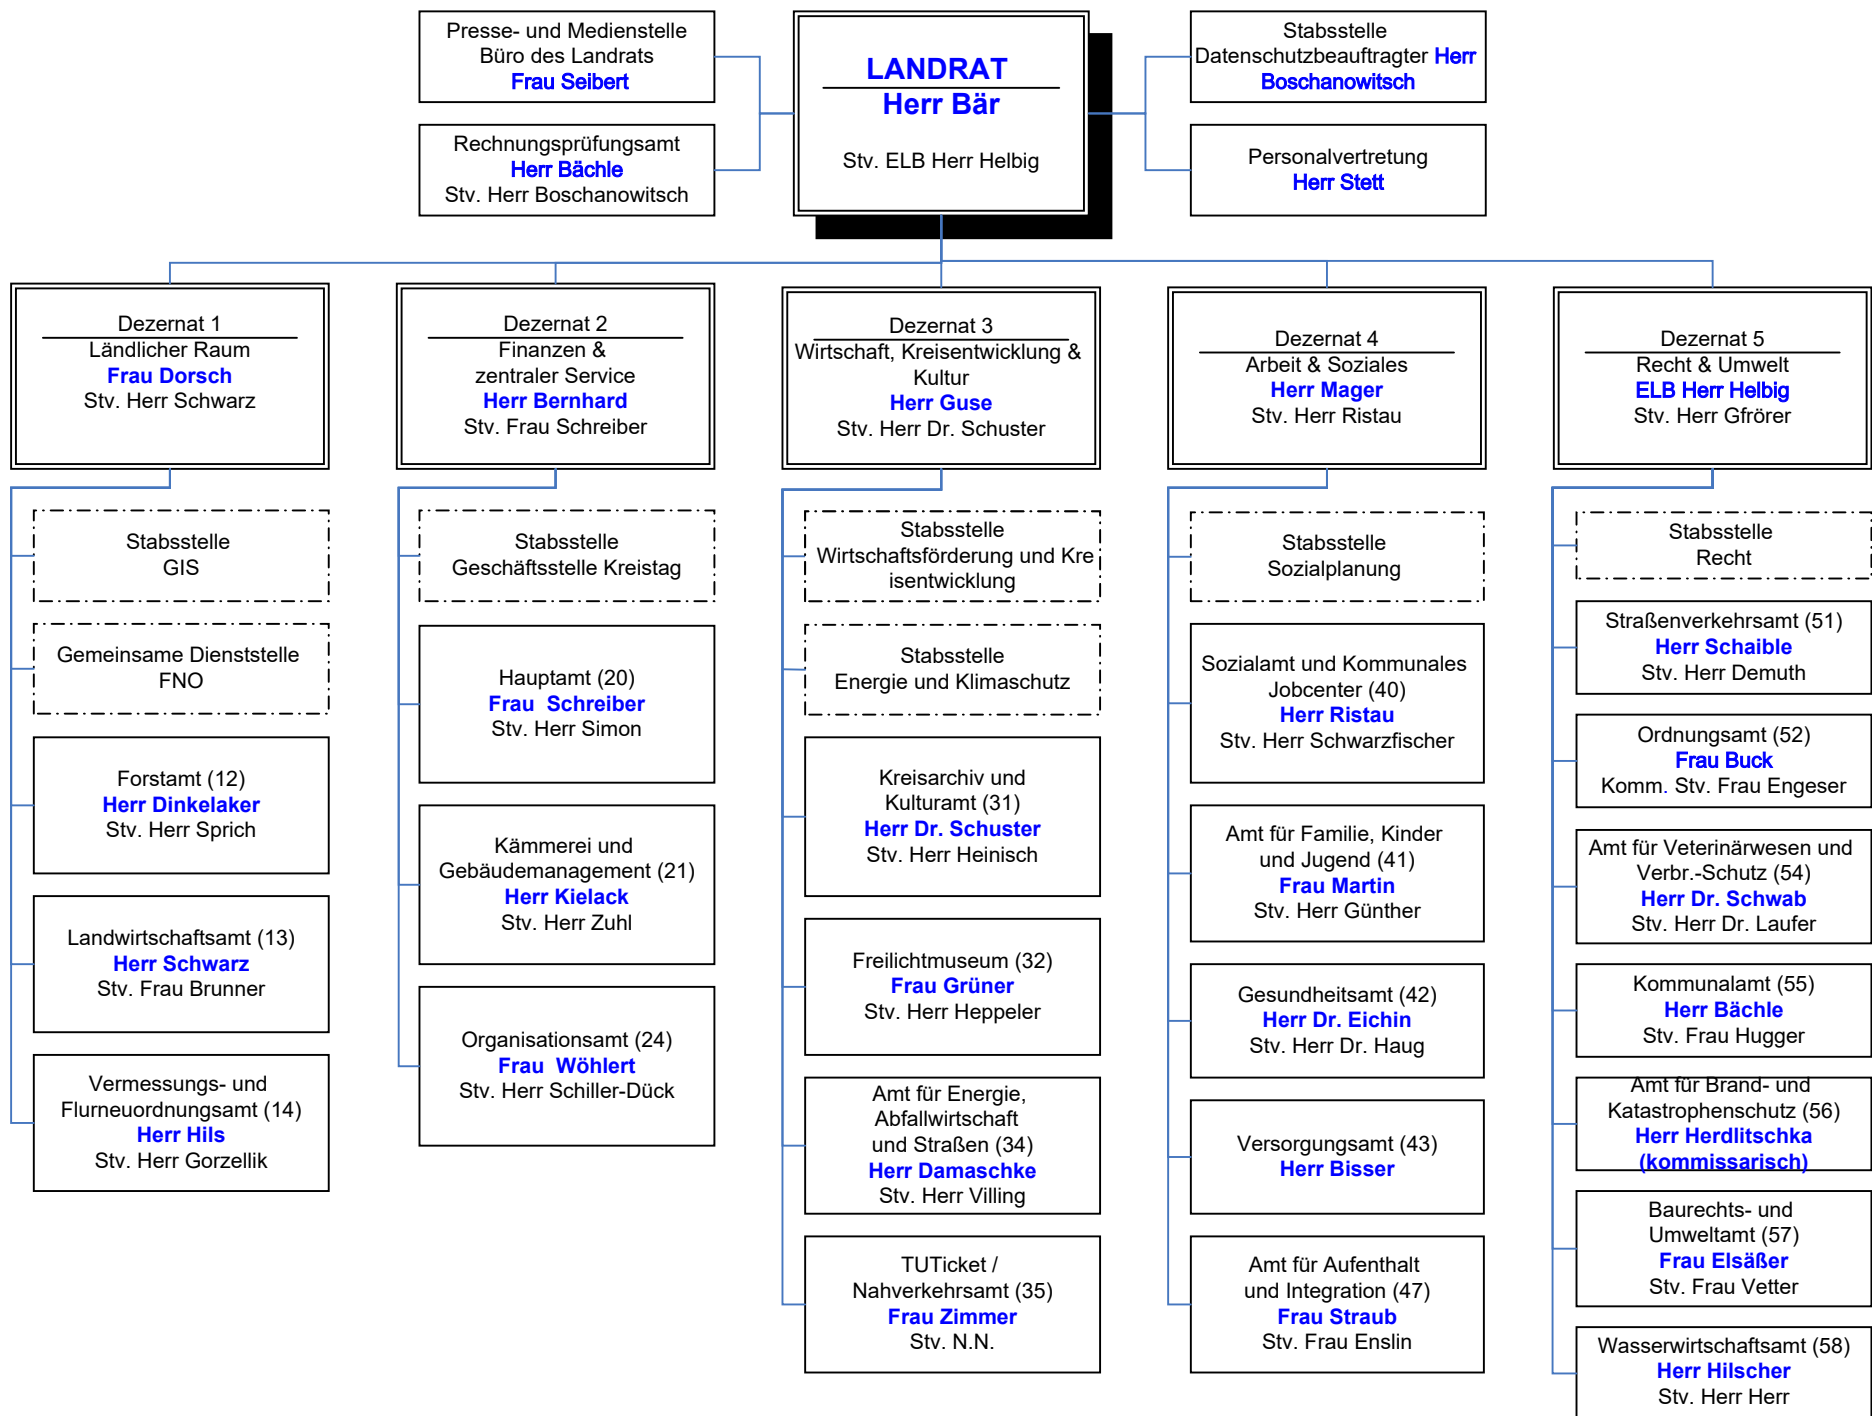 Presse- und Medienstelle
Büro des Landrats
Frau Seibert
Rechnungsprüfungsamt
Herr Bächle
Stv. Herr Boschanowitsch
LANDRAT
Herr Bär
Stv. ELB Herr Helbig
Stabsstelle
Datenschutzbeauftragter Herr
Boschanowitsch
Personalvertretung
Herr Stett
Dezernat 1
Ländlicher Raum
Frau Dorsch
Stv. Herr Schwarz
Stabsstelle
GIS
Gemeinsame Dienststelle
FNO
Forstamt (12)
Herr Dinkelaker
Stv. Herr Sprich
Landwirtschaftsamt (13)
Herr Schwarz
Stv. Frau Brunner
Vermessungs- und
Flurneuordnungsamt (14)
Herr Hils
Stv. Herr Gorzellik
Dezernat 2
Finanzen &
zentraler Service
Herr Bernhard
Stv. Frau Schreiber
Stabsstelle
Geschäftsstelle Kreistag
Hauptamt (20)
Frau  Schreiber
Stv. Herr Simon
Kämmerei und
Gebäudemanagement (21)
Herr Kielack
Stv. Herr Zuhl
Organisationsamt (24)
Frau  Wöhlert
Stv. Herr Schiller-Dück
Dezernat 3
Wirtschaft, Kreisentwicklung &
Kultur
Herr Guse
Stv. Herr Dr. Schuster
Stabsstelle
Wirtschaftsförderung und Kre
isentwicklung
Stabsstelle
Energie und Klimaschutz
Kreisarchiv und
Kulturamt (31)
Herr Dr. Schuster
Stv. Herr Heinisch
Freilichtmuseum (32)
Frau Grüner
Stv. Herr Heppeler
Amt für Energie,
Abfallwirtschaft
und Straßen (34)
Herr Damaschke
Stv. Herr Villing
TUTicket /
Nahverkehrsamt (35)
Frau Zimmer
Stv. N.N.
Dezernat 4
Arbeit & Soziales
Herr Mager
Stv. Herr Ristau
Stabsstelle
Sozialplanung
Sozialamt und Kommunales
Jobcenter (40)
Herr Ristau
Stv. Herr Schwarzfischer
Amt für Familie, Kinder
und Jugend (41)
Frau Martin
Stv. Herr Günther
Gesundheitsamt (42)
Herr Dr. Eichin
Stv. Herr Dr. Haug
Versorgungsamt (43)
Herr Bisser
Amt für Aufenthalt
und Integration (47)
Frau Straub
Stv. Frau Enslin
Dezernat 5
Recht & Umwelt
ELB Herr Helbig
Stv. Herr Gfrörer
Stabsstelle
Recht
Straßenverkehrsamt (51)
Herr Schaible
Stv. Herr Demuth
Ordnungsamt (52)
Frau Buck
Komm. Stv. Frau Engeser
Amt für Veterinärwesen und
Verbr.-Schutz (54)
Herr Dr. Schwab
Stv. Herr Dr. Laufer
Kommunalamt (55)
Herr Bächle
Stv. Frau Hugger
Amt für Brand- und
Katastrophenschutz (56)
Herr Herdlitschka
(kommissarisch)
Baurechts- und
Umweltamt (57)
Frau Elsäßer
Stv. Frau Vetter
Wasserwirtschaftsamt (58)
Herr Hilscher
Stv. Herr Herr